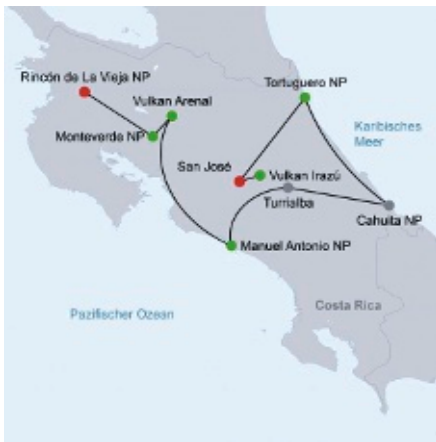 Rincón de La Vieja NP
Vulkan Arenal
Tortuguero NP
Monteverde NP
Karibisches
Meer
San José
Vulkan Irazú
Turrialba
Cahuita NP
Manuel Antonio NP
Pazifischer Ozean
Costa Rica